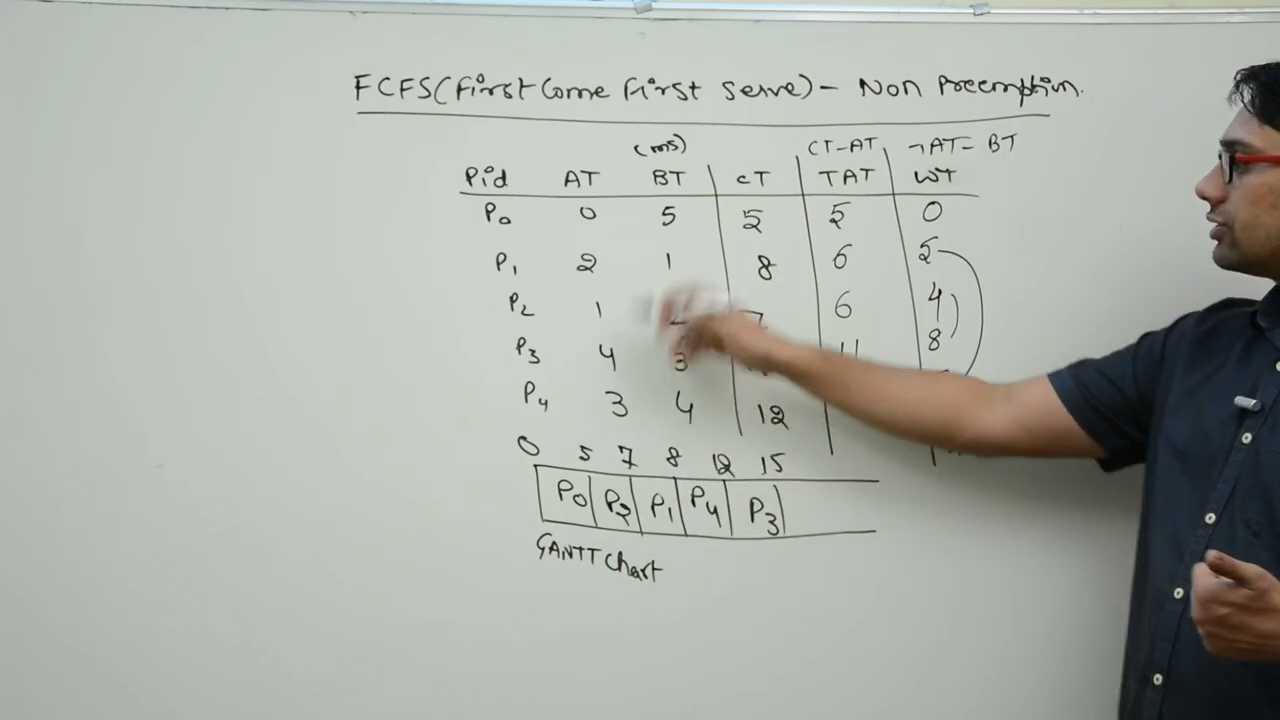 FCFS(First Come First Serve) - Non Preemption.
(ms) CT-AT TAT- BT
Pid AT BT CT TAT WT
P0 0 5 5 5 0
P1 2 1 8 6 5
P2 1 7 6 4
P3 4 3 11 8
P4 3 4 12
0 5 7 8 12 15
P0 P2 P1 P4 P3
GANTT Chart